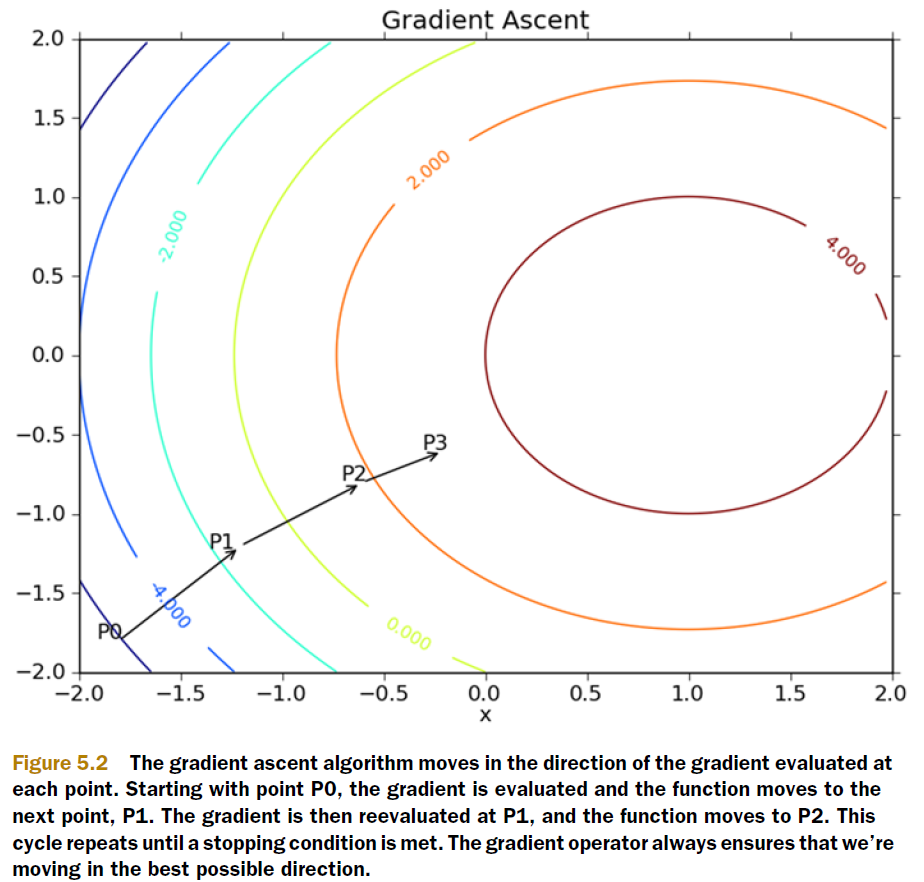 Gradient Ascent
2.0
1.5
1.0
0.5
0.0
−0.5
−1.0
−1.5
−2.0
2.000
-2.000
4.000
P3
P2
P1
-4.000
P0
0.000
−2.0 −1.5 −1.0 −0.5 0.0 0.5 1.0 1.5 2.0
x
Figure 5.2 The gradient ascent algorithm moves in the direction of the gradient evaluated at
each point. Starting with point P0, the gradient is evaluated and the function moves to the
next point, P1. The gradient is then reevaluated at P1, and the function moves to P2. This
cycle repeats until a stopping condition is met. The gradient operator always ensures that we’re
moving in the best possible direction.